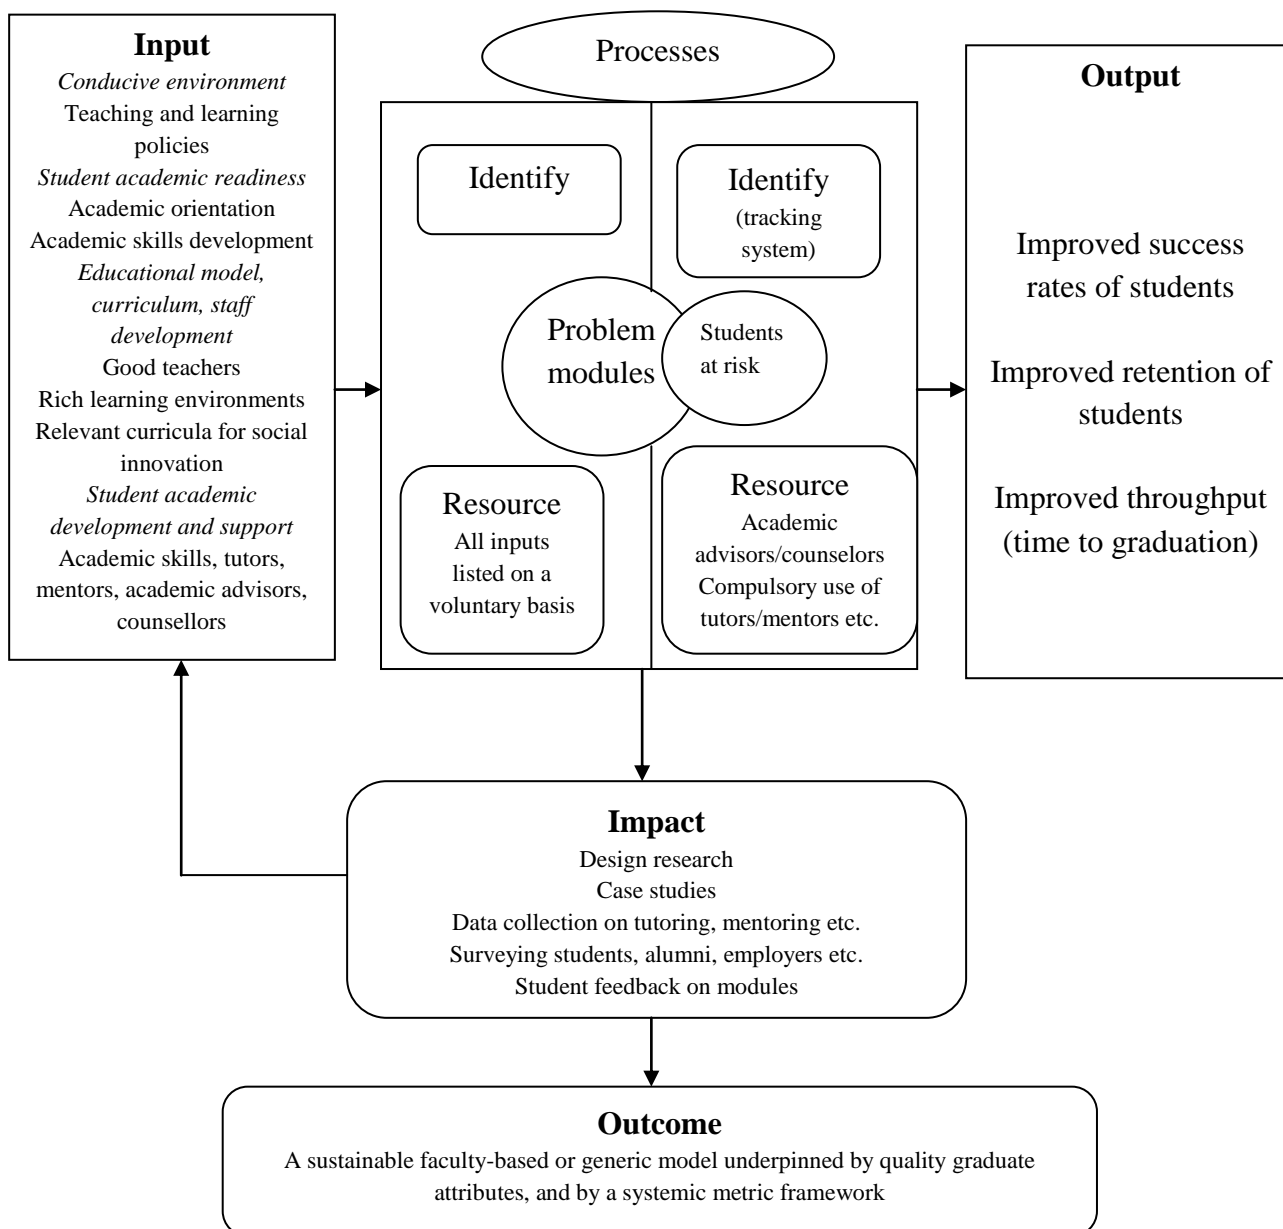 Input
Conducive environment
Teaching and learning
policies
Student academic readiness
Academic orientation
Academic skills development
Educational model,
curriculum, staff
development
Good teachers
Rich learning environments
Relevant curricula for social
innovation
Student academic
development and support
Academic skills, tutors,
mentors, academic advisors,
counsellors
Processes
Identify
Identify
(tracking
system)
Problem
modules
Students
at risk
Resource
All inputs
listed on a
voluntary basis
Resource
Academic
advisors/counselors
Compulsory use of
tutors/mentors etc.
Output
Improved success
rates of students
Improved retention of
students
Improved throughput
(time to graduation)
Impact
Design research
Case studies
Data collection on tutoring, mentoring etc.
Surveying students, alumni, employers etc.
Student feedback on modules
Outcome
A sustainable faculty-based or generic model underpinned by quality graduate
attributes, and by a systemic metric framework